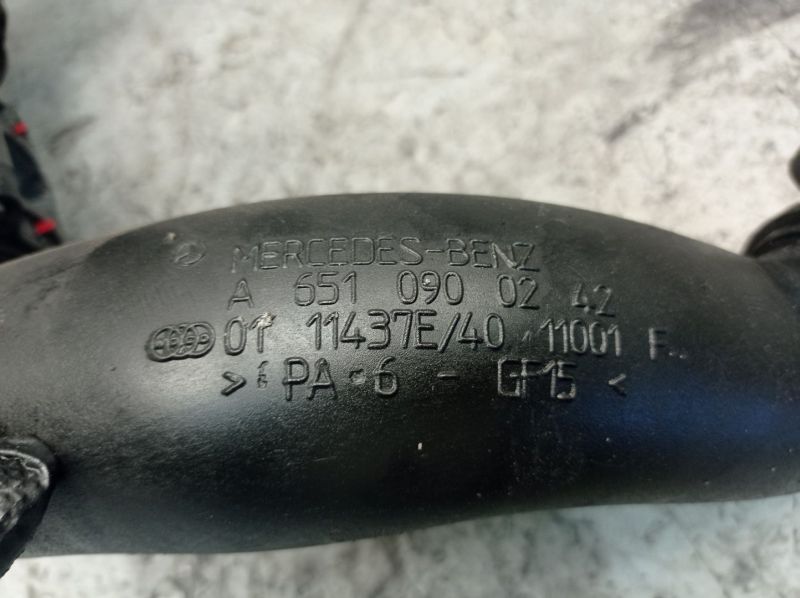 MERCEDES-BENZ
A 651 090 02 42
01 11437E/40 11001 F
> PA-6 - GF15 <